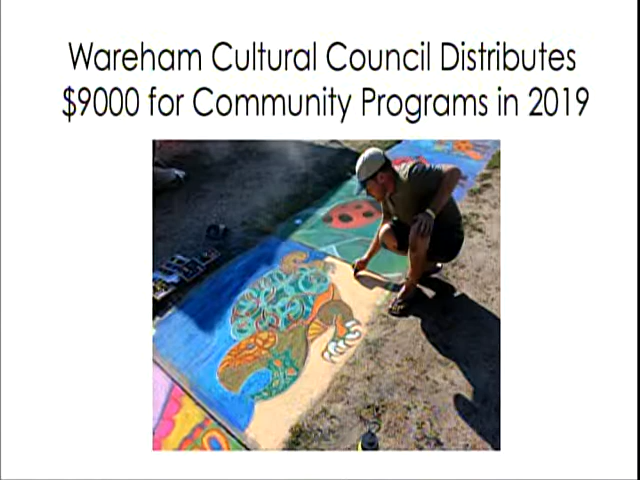 Wareham Cultural Council Distributes
$9000 for Community Programs in 2019